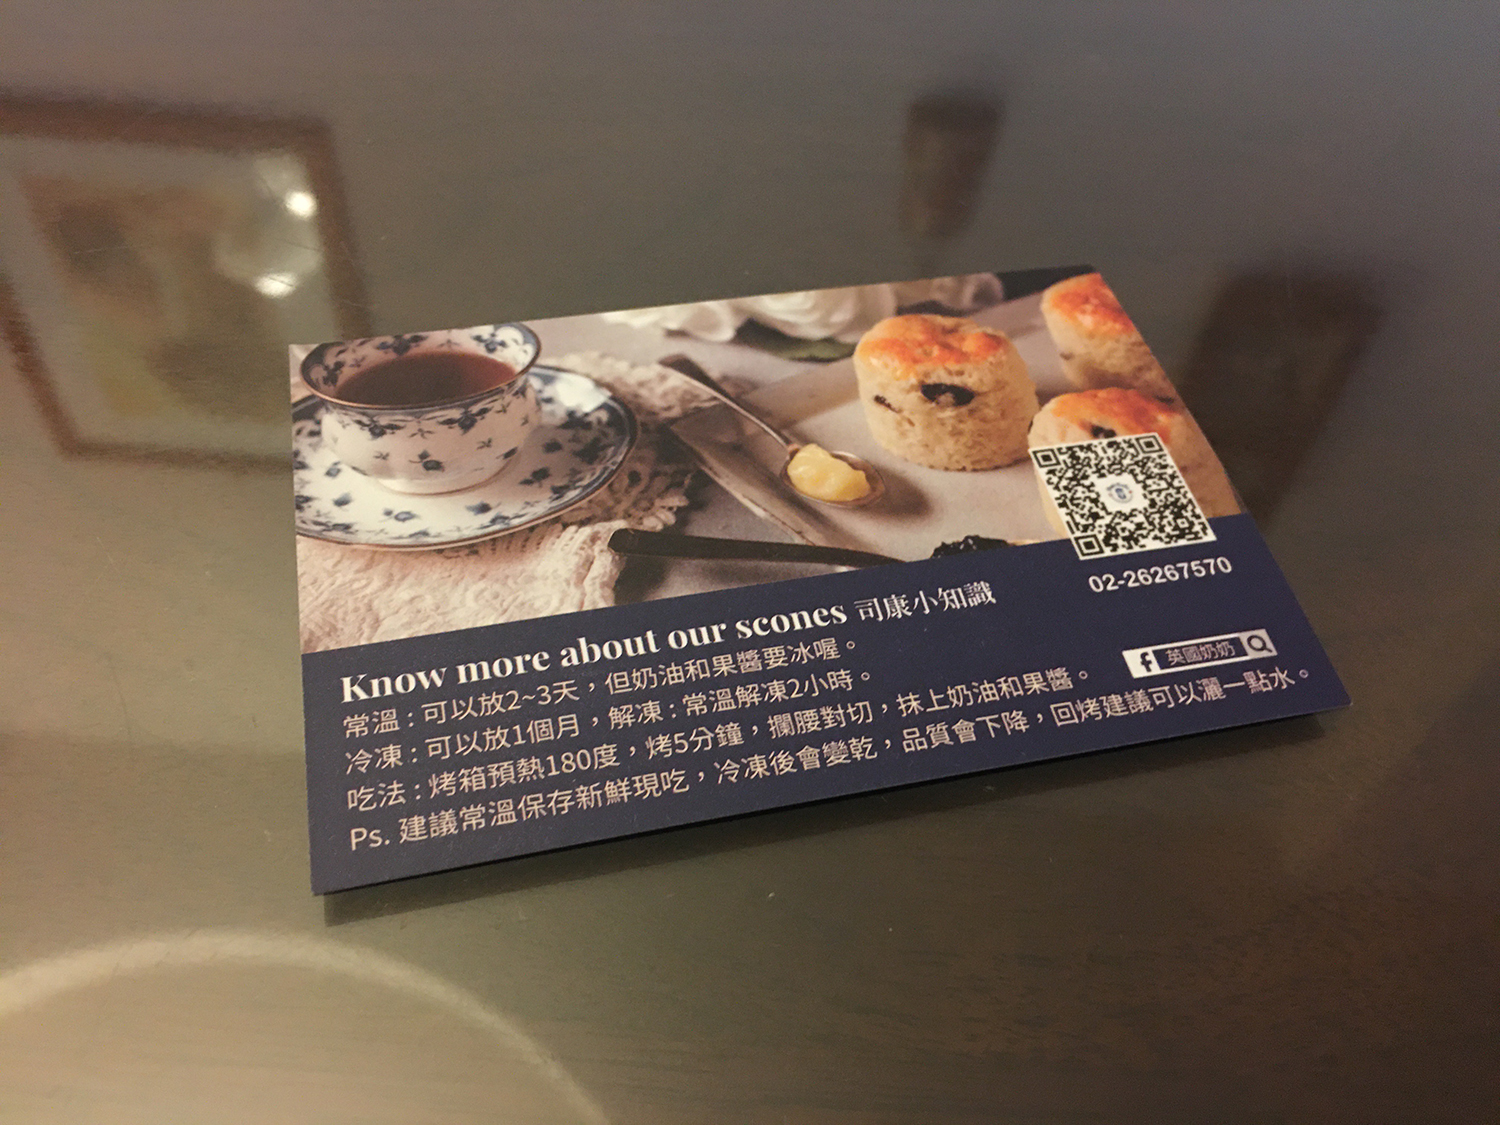 02-26267570
Know more about our scones 司康小知識
f 英國奶奶
常溫 : 可以放2~3天，但奶油和果醬要冰喔。
冷凍 : 可以放1個月，解凍 : 常溫解凍2小時。
吃法 : 烤箱預熱180度，烤5分鐘，攔腰對切，抹上奶油和果醬。
Ps. 建議常溫保存新鮮現吃，冷凍後會變乾，品質會下降，回烤建議可以灑一點水。